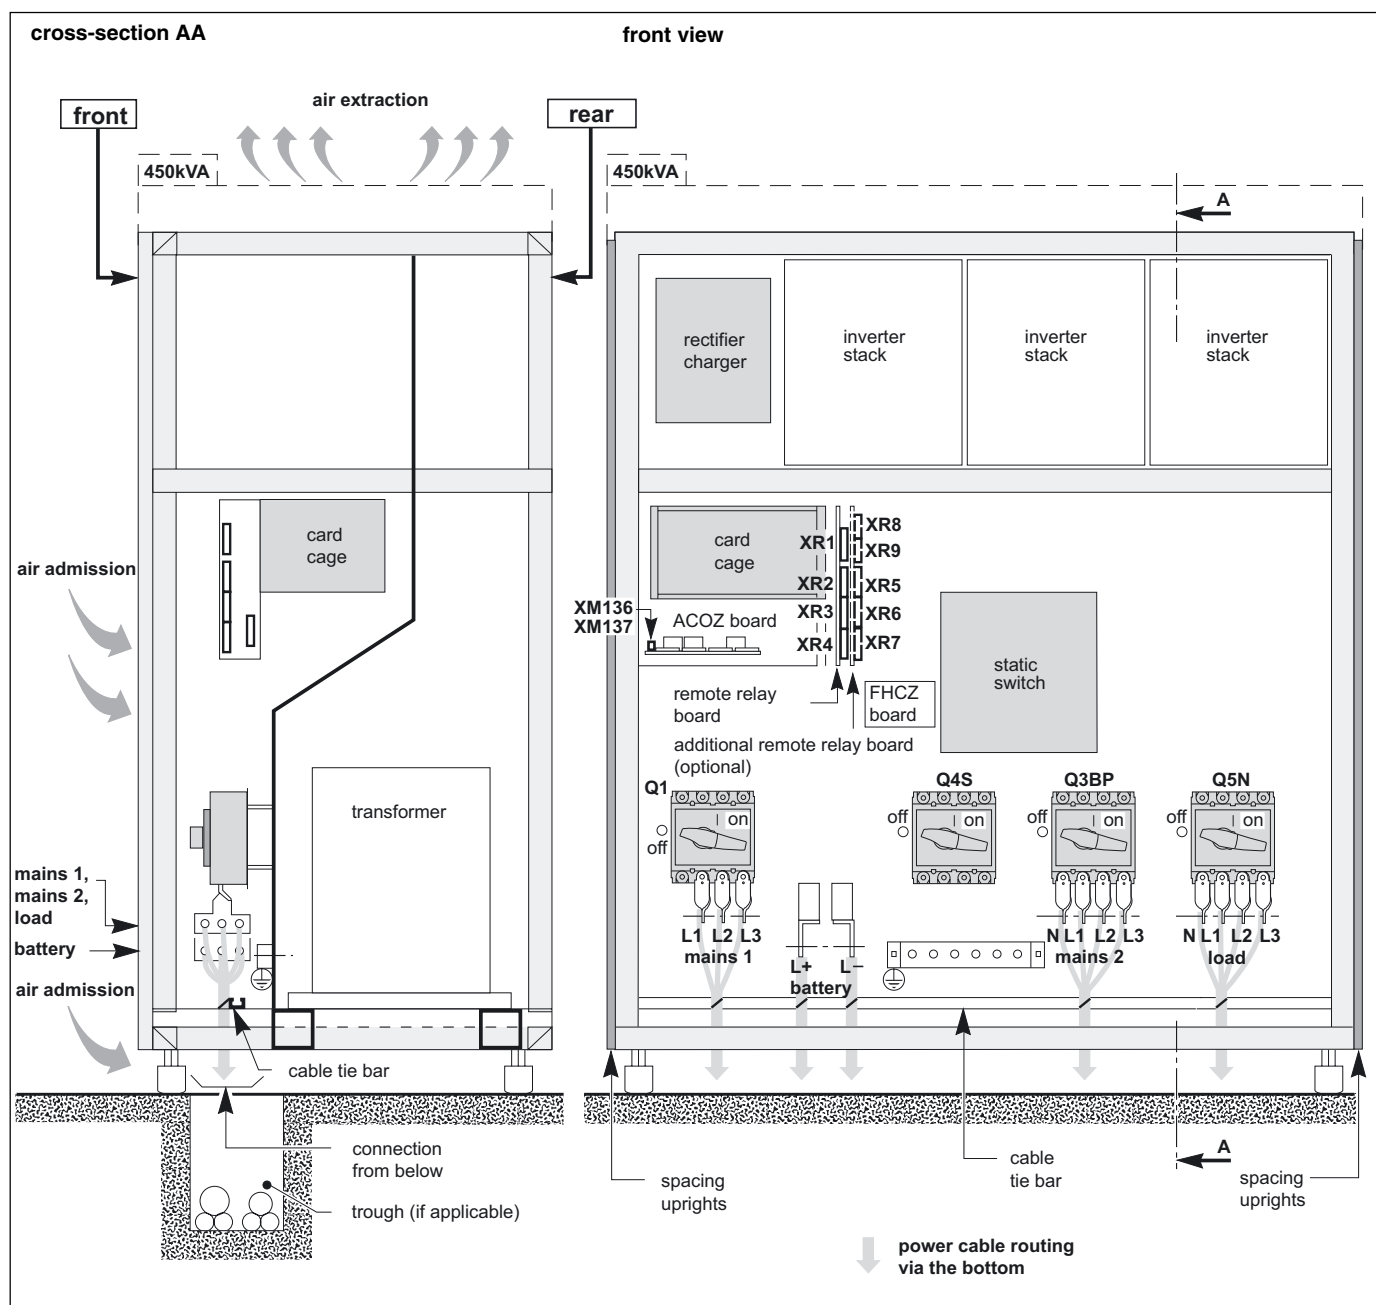 cross-section AA
front view
air extraction
front
rear
450kVA
450kVA
A
rectifier
charger
inverter
stack
inverter
stack
inverter
stack
card
cage
air admission
card
cage
XR1
XR2
XR3
XR4
XR8
XR9
XR5
XR6
XR7
XM136
XM137
ACOZ board
static
switch
remote relay
board
FHCZ
board
additional remote relay board
(optional)
transformer
Q1
off
on
Q4S
off
on
Q3BP
off
on
Q5N
off
on
mains 1,
mains 2,
load
battery
L1 L2 L3
mains 1
L+ L−
battery
N L1 L2 L3
mains 2
N L1 L2 L3
load
air admission
cable tie bar
connection
from below
trough (if applicable)
spacing
uprights
cable
tie bar
A
spacing
uprights
power cable routing
via the bottom